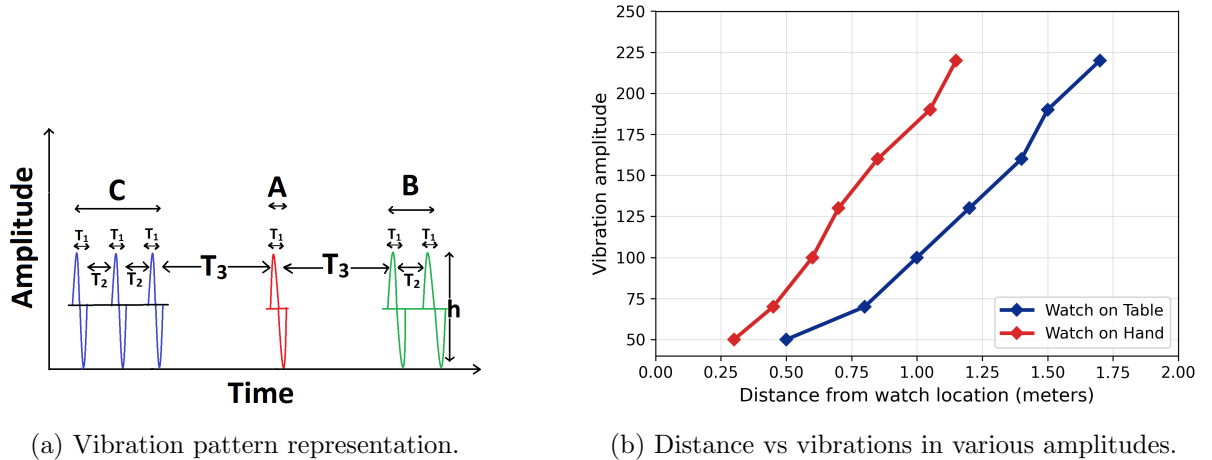 Amplitude
C
A
B
T1 T1 T1 T1 T1 T1
T2 T2 T3 T3 T2
h
Time
(a) Vibration pattern representation.
Vibration amplitude
250
225
200
175
150
125
100
75
50
0.00 0.25 0.50 0.75 1.00 1.25 1.50 1.75 2.00
Distance from watch location (meters)
Watch on Table
Watch on Hand
(b) Distance vs vibrations in various amplitudes.